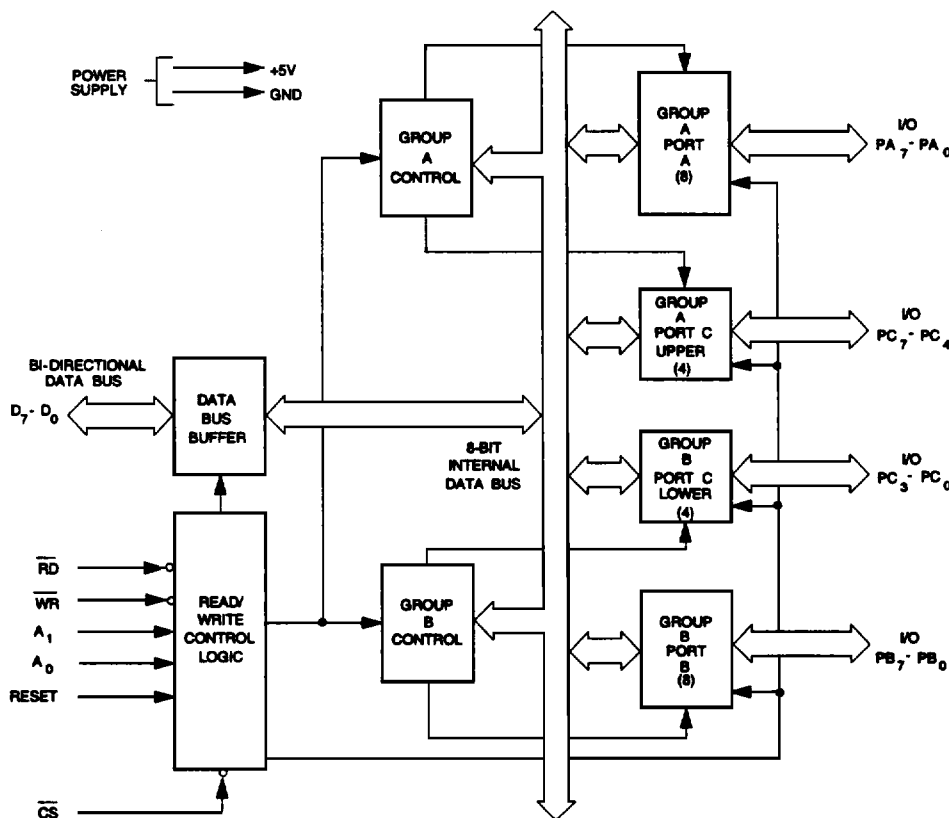 POWER
SUPPLY
+5V
GND
GROUP
A
CONTROL
GROUP
A
PORT
A
(8)
I/O
PA7- PA0
GROUP
A
PORT C
UPPER
(4)
I/O
PC7- PC4
BI-DIRECTIONAL
DATA BUS
D7- D0
DATA
BUS
BUFFER
8-BIT
INTERNAL
DATA BUS
GROUP
B
PORT C
LOWER
(4)
I/O
PC3- PC0
RD
WR
A1
A0
RESET
CS
READ/
WRITE
CONTROL
LOGIC
GROUP
B
CONTROL
GROUP
B
PORT
B
(8)
I/O
PB7- PB0